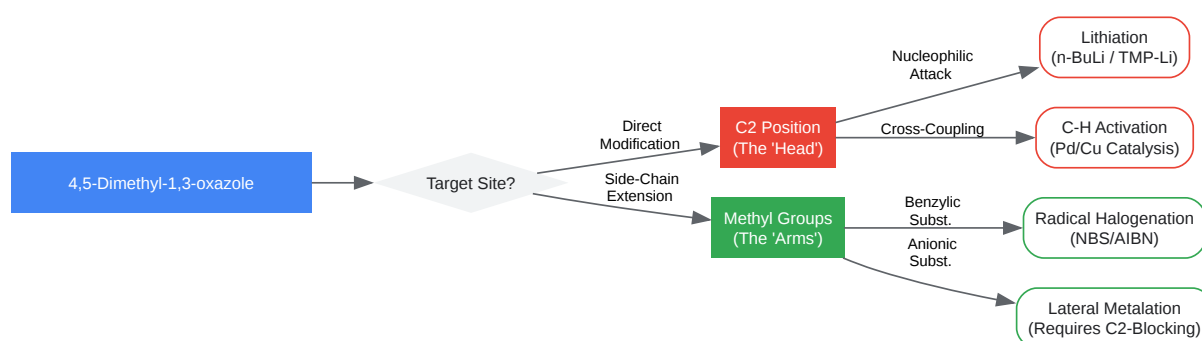 4,5-Dimethyl-1,3-oxazole
Target Site?
Direct
Modification
Side-Chain
Extension
C2 Position
(The 'Head')
Methyl Groups
(The 'Arms')
Nucleophilic
Attack
Cross-Coupling
Benzylic
Subst.
Anionic
Subst.
Lithiation
(n-BuLi / TMP-Li)
C-H Activation
(Pd/Cu Catalysis)
Radical Halogenation
(NBS/AIBN)
Lateral Metalation
(Requires C2-Blocking)